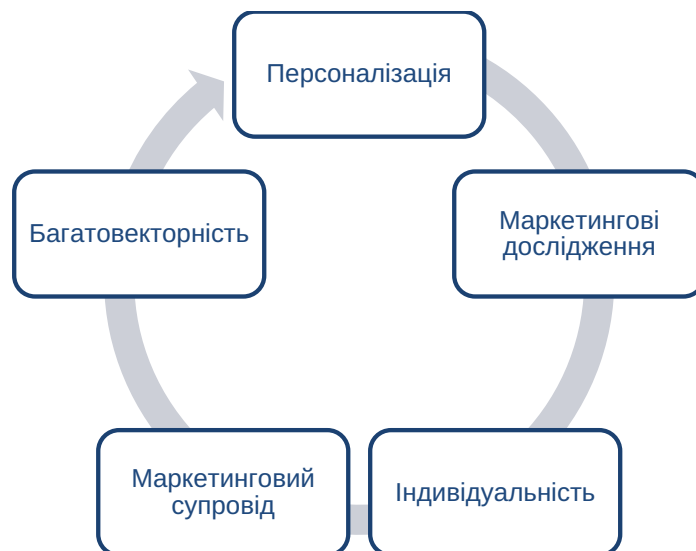 Персоналізація
Маркетингові
дослідження
Індивідуальність
Маркетинговий
супровід
Багатовекторність